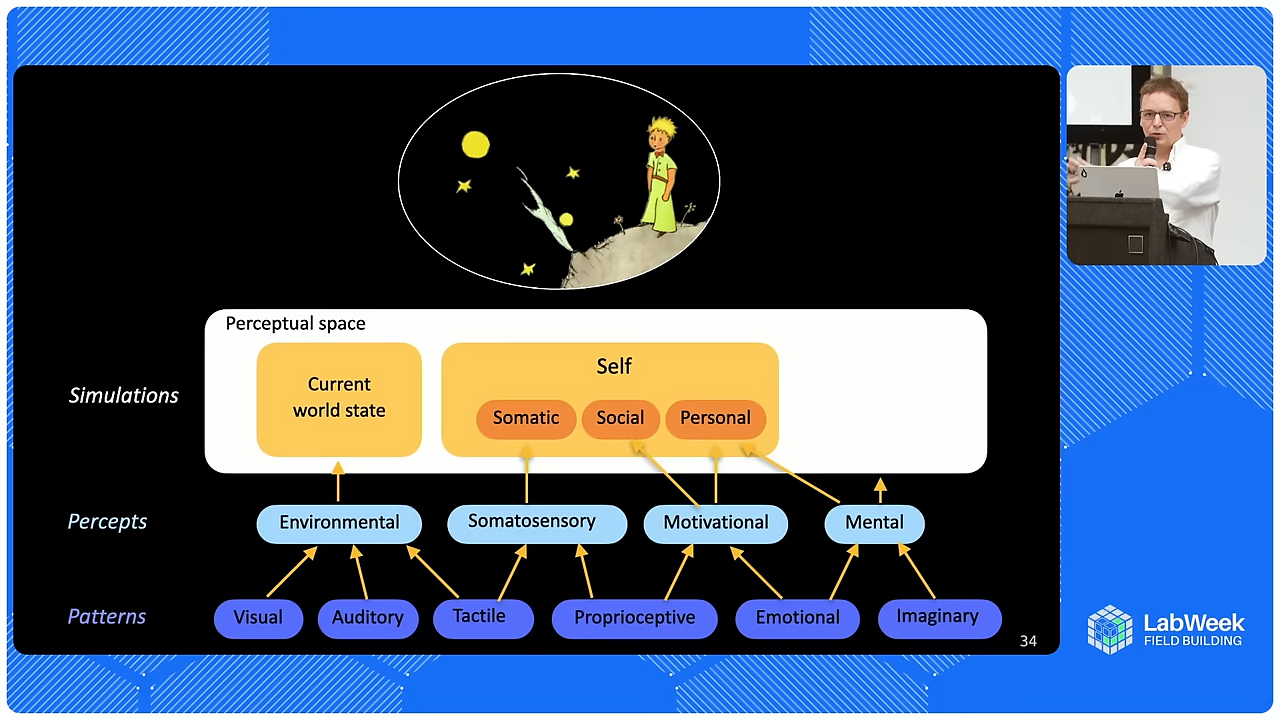 Perceptual space
Simulations
Current
world state
Self
Somatic
Social
Personal
Percepts
Environmental
Somatosensory
Motivational
Mental
Patterns
Visual
Auditory
Tactile
Proprioceptive
Emotional
Imaginary
34
LabWeek
FIELD BUILDING